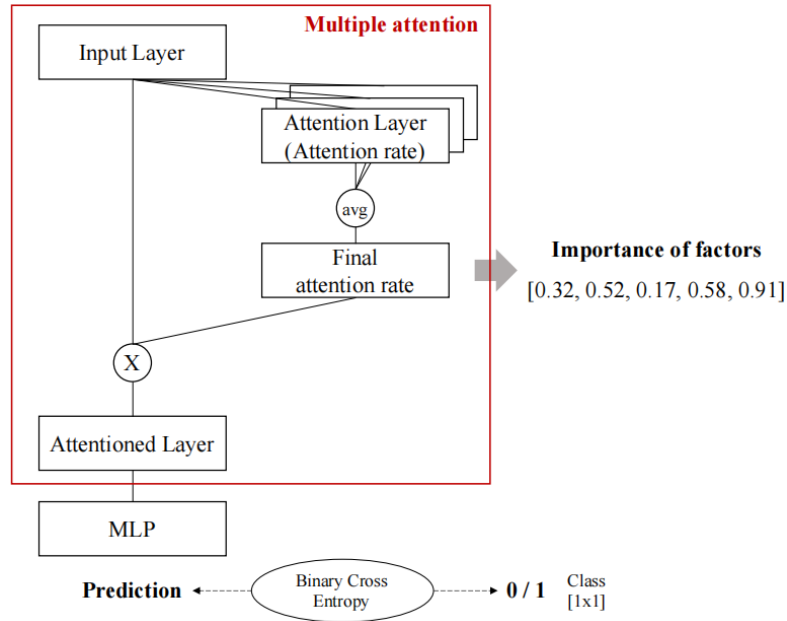 Multiple attention
Input Layer
Attention Layer
(Attention rate)
avg
Final
attention rate
Importance of factors
[0.32, 0.52, 0.17, 0.58, 0.91]
X
Attentioned Layer
MLP
Prediction
Binary Cross
Entropy
0 / 1
Class
[1x1]